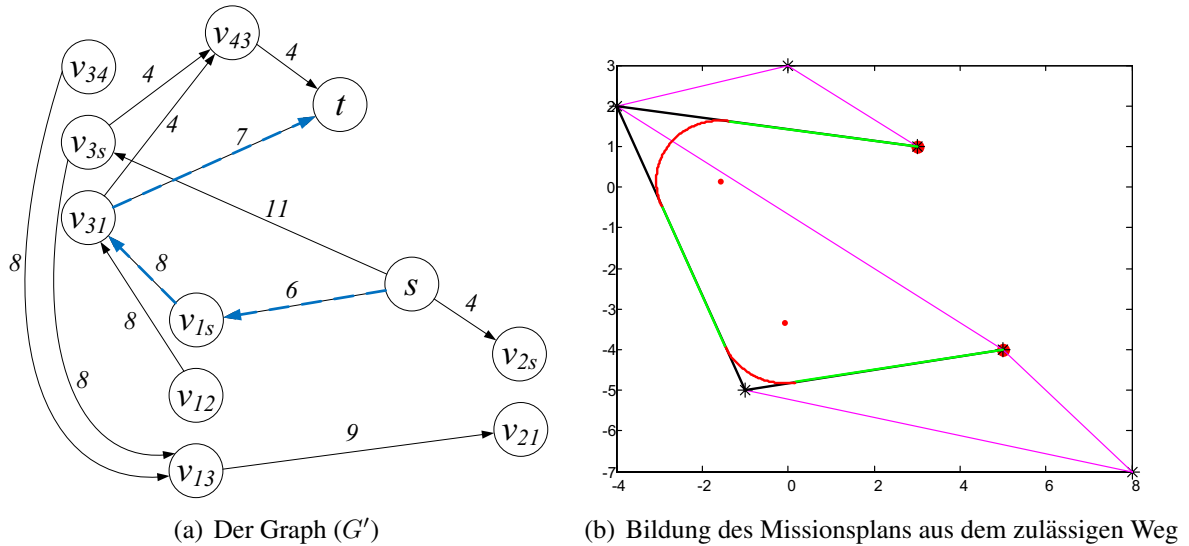 v43
v34
4
4
t
v3s
4
7
v31
11
8
8
s
6
4
v1s
8
v2s
8
v12
9
v21
v13
3
2
1
0
-1
-2
-3
-4
-5
-6
-7
-4
-2
0
2
4
6
8
(a) Der Graph (G′)
(b) Bildung des Missionsplans aus dem zulässigen Weg